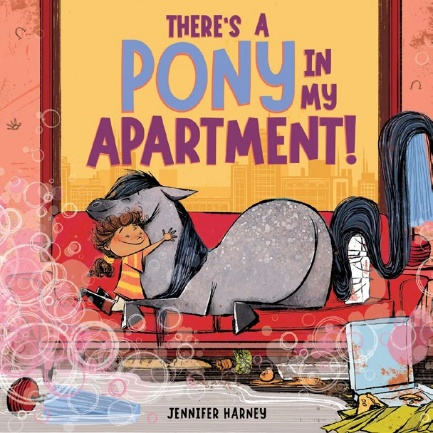 THERE'S A
PONY IN
MY
APARTMENT!
JENNIFER HARNEY